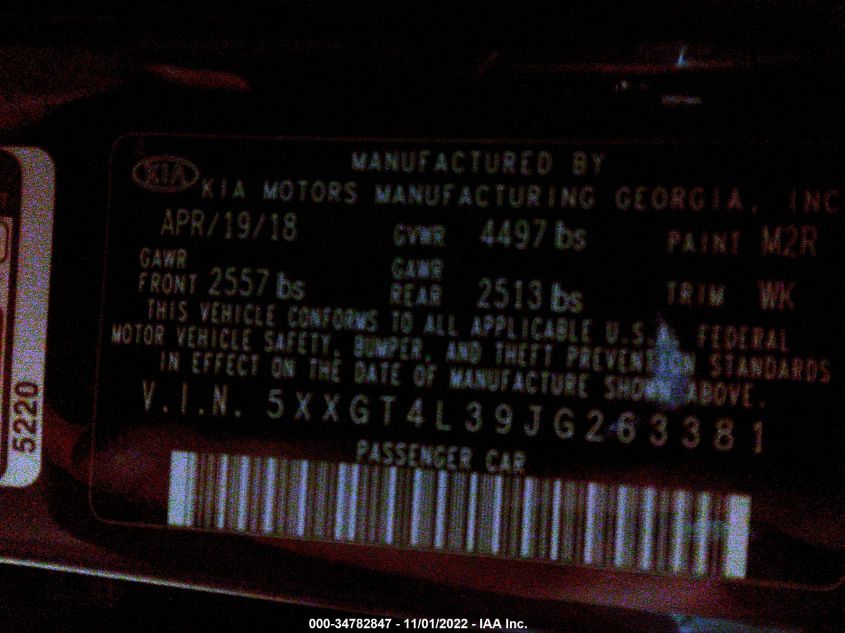 MANUFACTURED BY
KIA KIA MOTORS MANUFACTURING GEORGIA, INC
APR/19/18 GVWR 4497 lbs PAINT M2R
GAWR GAWR
FRONT 2557 lbs REAR 2513 lbs TRIM WK
THIS VEHICLE CONFORMS TO ALL APPLICABLE U.S. FEDERAL
MOTOR VEHICLE SAFETY, BUMPER, AND THEFT PREVENTION STANDARDS
IN EFFECT ON THE DATE OF MANUFACTURE SHOWN ABOVE.
V.I.N. 5XXGT4L39JG263381
PASSENGER CAR
5220
000-34782847 - 11/01/2022 - IAA Inc.